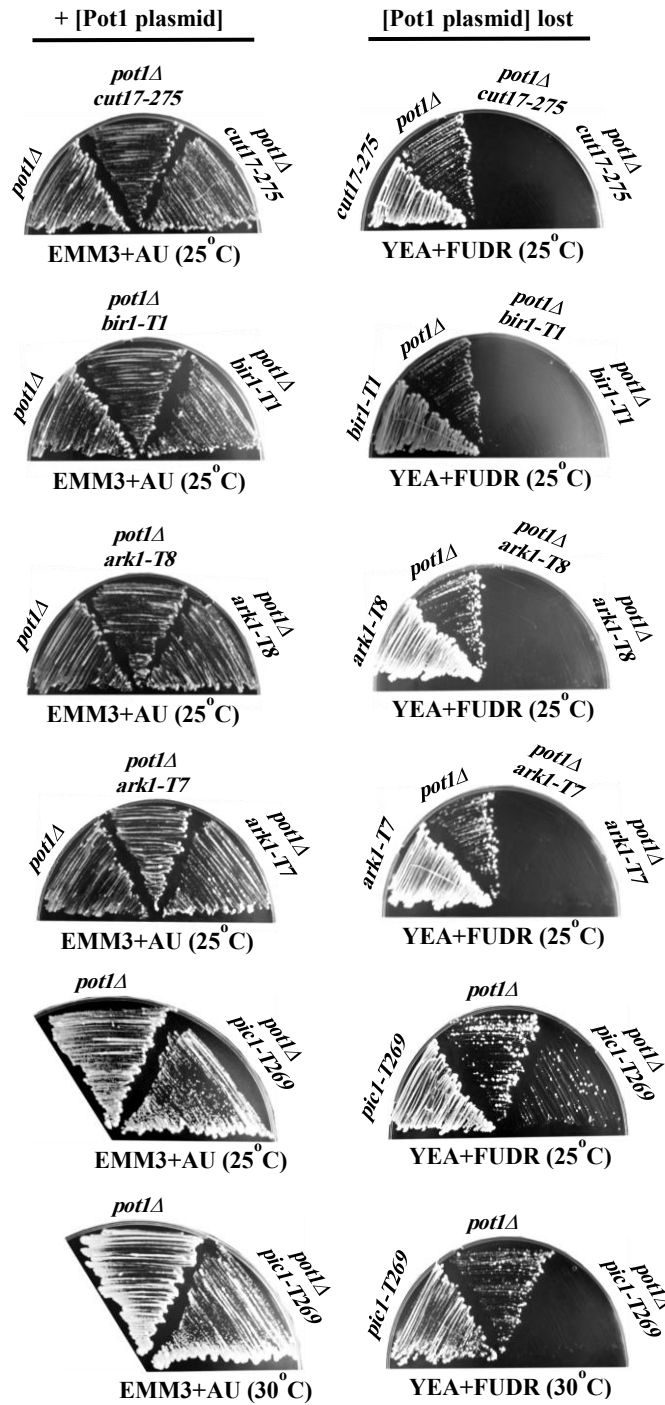 + [Pot1 plasmid]
[Pot1 plasmid] lost
pot1Δ
pot1Δ
cut17-275
pot1Δ
cut17-275
EMM3+AU (25°C)
cut17-275
pot1Δ
pot1Δ
cut17-275
pot1Δ
cut17-275
YEA+FUDR (25°C)
pot1Δ
pot1Δ
bir1-T1
pot1Δ
bir1-T1
EMM3+AU (25°C)
bir1-T1
pot1Δ
pot1Δ
bir1-T1
pot1Δ
bir1-T1
YEA+FUDR (25°C)
pot1Δ
pot1Δ
ark1-T8
pot1Δ
ark1-T8
EMM3+AU (25°C)
ark1-T8
pot1Δ
pot1Δ
ark1-T8
pot1Δ
ark1-T8
YEA+FUDR (25°C)
pot1Δ
pot1Δ
ark1-T7
pot1Δ
ark1-T7
EMM3+AU (25°C)
ark1-T7
pot1Δ
pot1Δ
ark1-T7
pot1Δ
ark1-T7
YEA+FUDR (25°C)
pot1Δ
pot1Δ
pic1-T269
EMM3+AU (25°C)
pic1-T269
pot1Δ
pot1Δ
pic1-T269
YEA+FUDR (25°C)
pot1Δ
pot1Δ
pic1-T269
EMM3+AU (30°C)
pic1-T269
pot1Δ
pot1Δ
pic1-T269
YEA+FUDR (30°C)